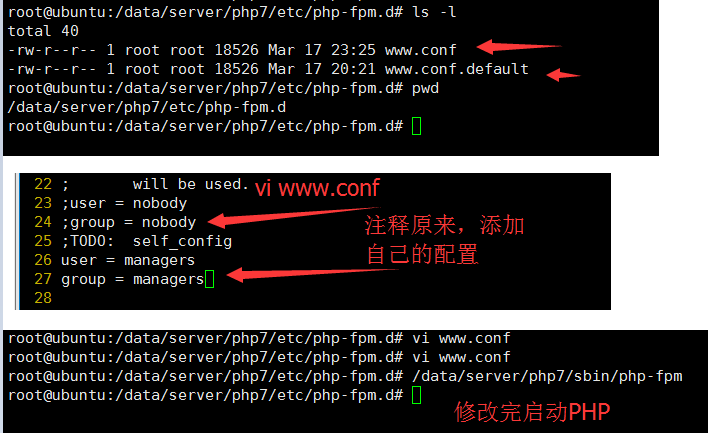 root@ubuntu:/data/server/php7/etc/php-fpm.d# ls -l
total 40
-rw-r--r-- 1 root root 18526 Mar 17 23:25 www.conf
-rw-r--r-- 1 root root 18526 Mar 17 20:21 www.conf.default
root@ubuntu:/data/server/php7/etc/php-fpm.d# pwd
/data/server/php7/etc/php-fpm.d
root@ubuntu:/data/server/php7/etc/php-fpm.d#
22 ;       will be used. vi www.conf
23 ;user = nobody
24 ;group = nobody
25 ;TODO:  self_config
26 user = managers
27 group = managers
28
注释原来，添加
自己的配置
root@ubuntu:/data/server/php7/etc/php-fpm.d# vi www.conf
root@ubuntu:/data/server/php7/etc/php-fpm.d# vi www.conf
root@ubuntu:/data/server/php7/etc/php-fpm.d# /data/server/php7/sbin/php-fpm
root@ubuntu:/data/server/php7/etc/php-fpm.d#
修改完启动PHP